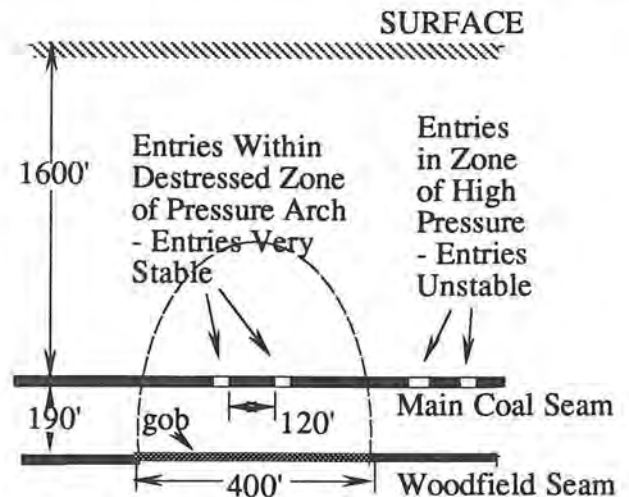 SURFACE
1600'
Entries Within
Destressed Zone
of Pressure Arch
- Entries Very
Stable
Entries
in Zone
of High
Pressure
- Entries
Unstable
190'
120'
Main Coal Seam
gob
400'
Woodfield Seam